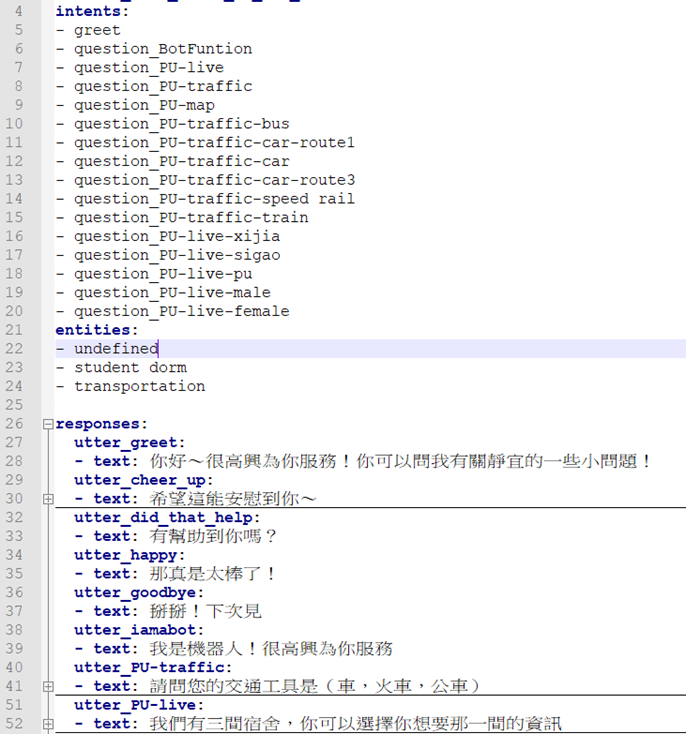 4 intents:
5 - greet
6 - question_BotFuntion
7 - question_PU-live
8 - question_PU-traffic
9 - question_PU-map
10 - question_PU-traffic-bus
11 - question_PU-traffic-car-route1
12 - question_PU-traffic-car
13 - question_PU-traffic-car-route3
14 - question_PU-traffic-speed rail
15 - question_PU-traffic-train
16 - question_PU-live-xijia
17 - question_PU-live-sigao
18 - question_PU-live-pu
19 - question_PU-live-male
20 - question_PU-live-female
21 entities:
22 - undefined
23 - student dorm
24 - transportation
25
26 responses:
27 utter_greet:
28 - text: 你好～很高興為你服務！你可以問我有關靜宜的一些小問題！
29 utter_cheer_up:
30 - text: 希望這能安慰到你～
32 utter_did_that_help:
33 - text: 有幫助到你嗎？
34 utter_happy:
35 - text: 那真是太棒了！
36 utter_goodbye:
37 - text: 掰掰！下次見
38 utter_iamabot:
39 - text: 我是機器人！很高興為你服務
40 utter_PU-traffic:
41 - text: 請問您的交通工具是（車，火車，公車）
51 utter_PU-live:
52 - text: 我們有三間宿舍，你可以選擇你想要那一間的資訊